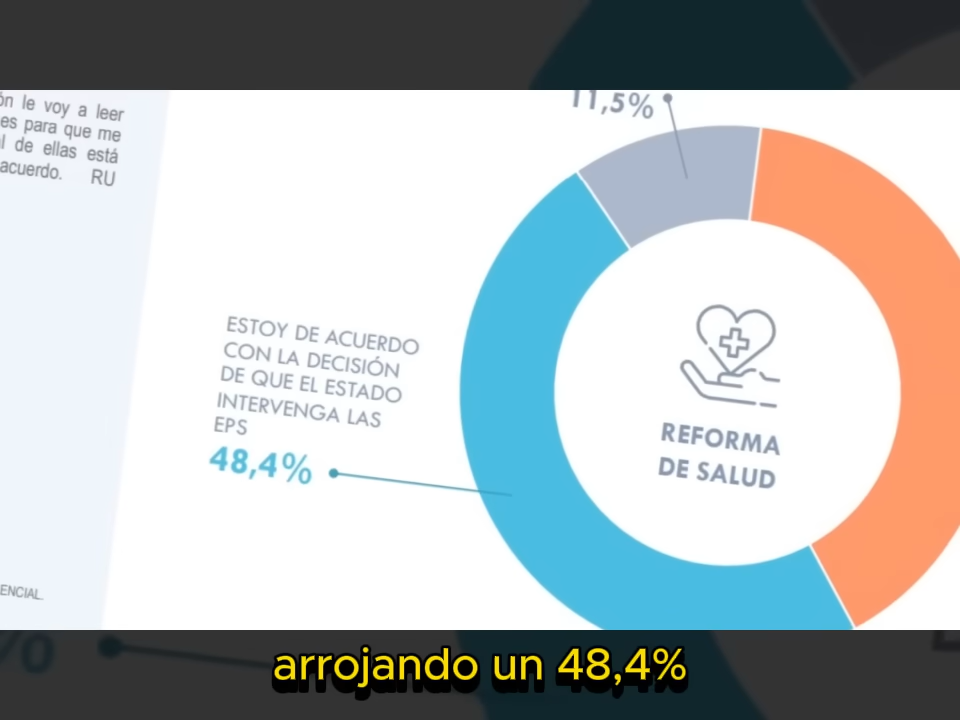 ón le voy a leer
es para que me
l de ellas está
acuerdo. RU
11,5%
ESTOY DE ACUERDO
CON LA DECISIÓN
DE QUE EL ESTADO
INTERVENGA LAS
EPS
48,4%
REFORMA
DE SALUD
ENCIAL.
%
arrojando un 48,4%